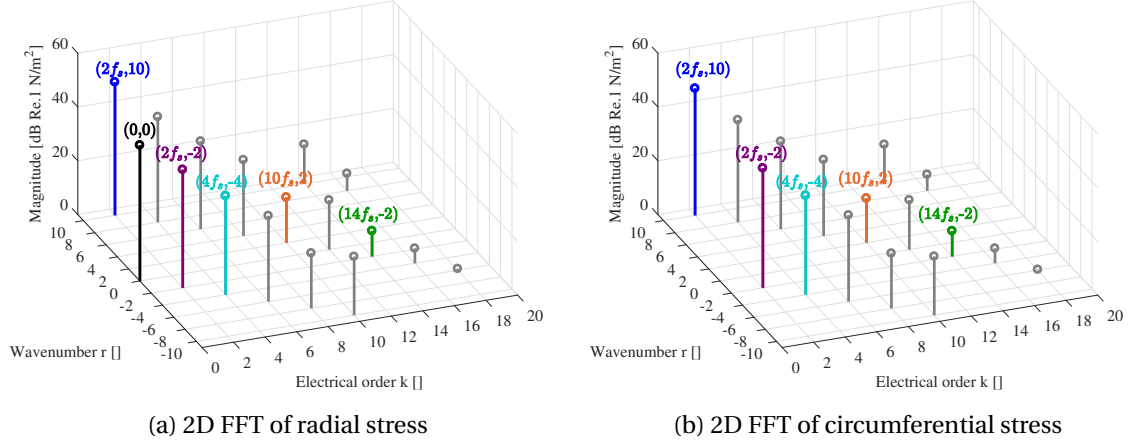 60
40
20
0
Magnitude [dB Re.1 N/m²]
(2fₛ,10)
(0,0)
(2fₛ,-2)
(4fₛ,-4)
(10fₛ,2)
(14fₛ,-2)
10
8
6
4
2
0
-2
-4
-6
-8
-10
Wavenumber r []
0
2
4
6
8
10
12
14
16
18
20
Electrical order k []
(a) 2D FFT of radial stress
60
40
20
0
Magnitude [dB Re.1 N/m²]
(2fₛ,10)
(2fₛ,-2)
(4fₛ,-4)
(10fₛ,2)
(14fₛ,-2)
10
8
6
4
2
0
-2
-4
-6
-8
-10
Wavenumber r []
0
2
4
6
8
10
12
14
16
18
20
Electrical order k []
(b) 2D FFT of circumferential stress